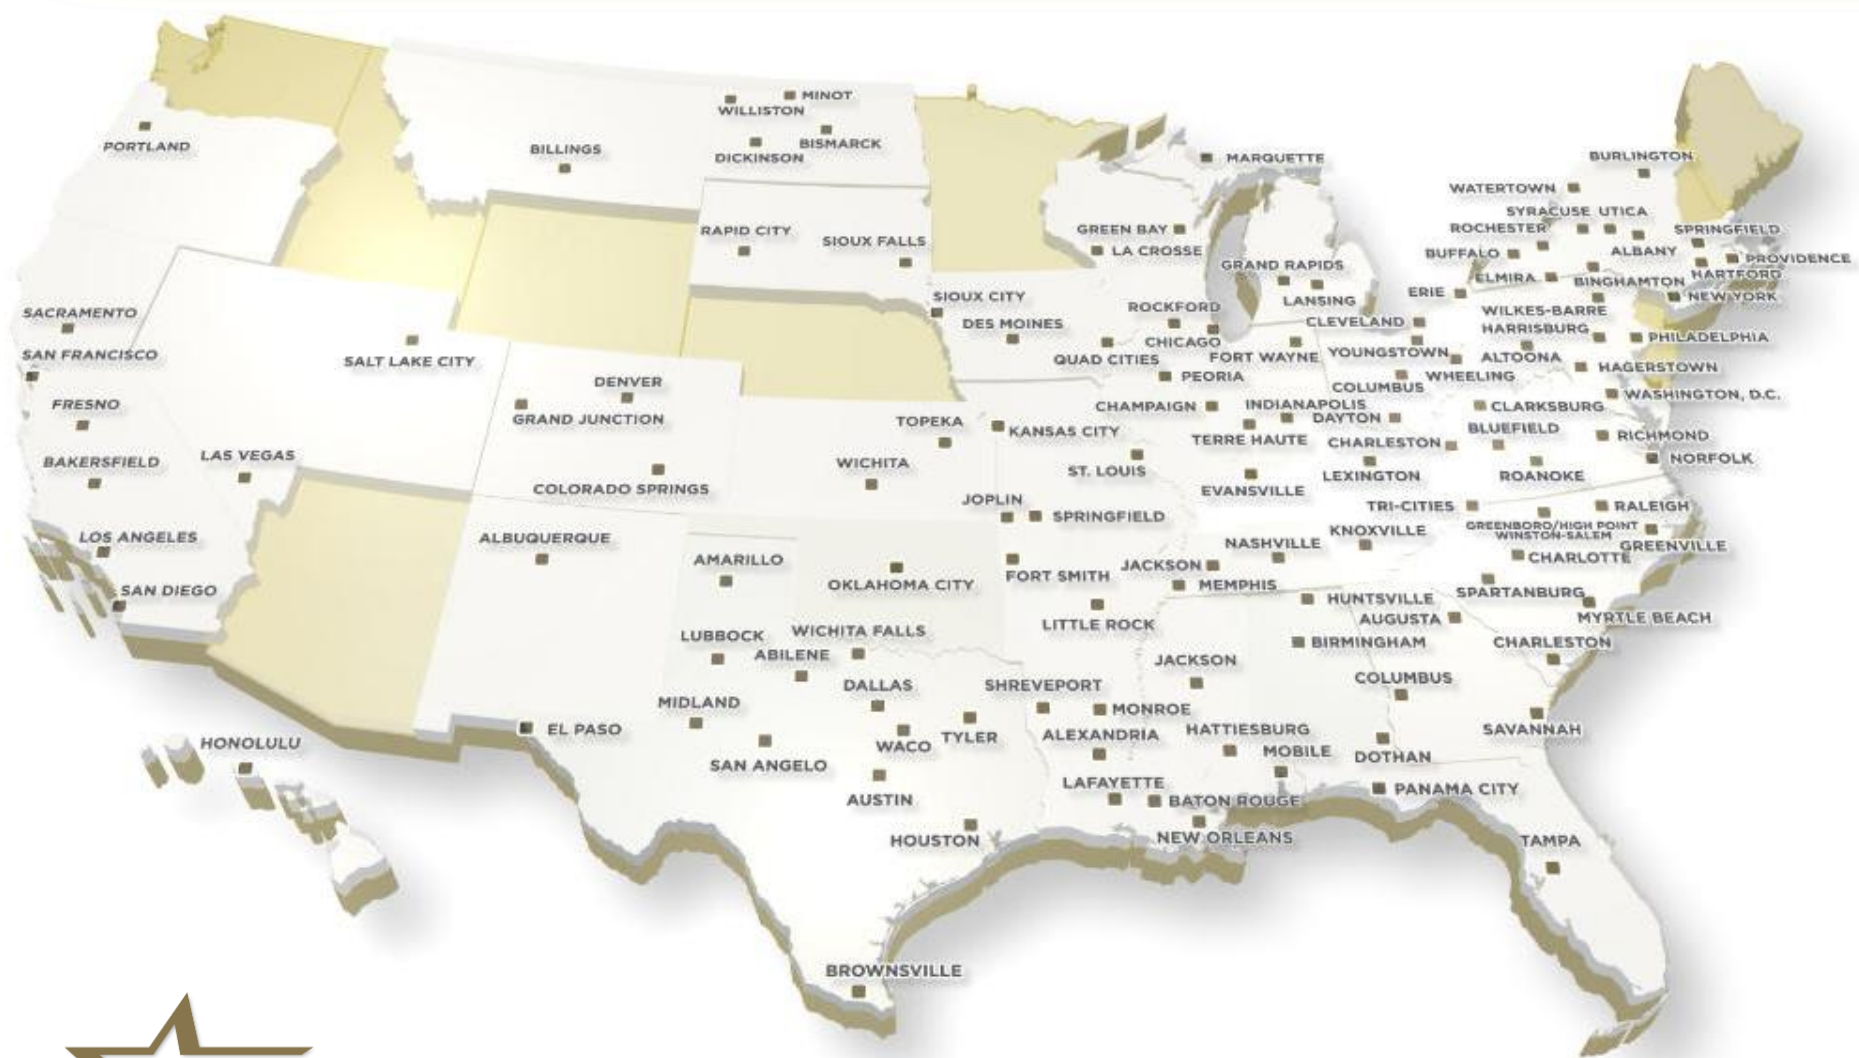 MINOT
WILLISTON
BISMARCK
DICKINSON
PORTLAND
BILLINGS
MARQUETTE
BURLINGTON
WATERTOWN
SYRACUSE UTICA
ROCHESTER
SPRINGFIELD
RAPID CITY
SIOUX FALLS
GREEN BAY
LA CROSSE
BUFFALO
ALBANY
PROVIDENCE
GRAND RAPIDS
HARTFORD
ELMIRA
BINGHAMTON
ERIE
NEW YORK
SIOUX CITY
LANSING
ROCKFORD
WILKES-BARRE
SACRAMENTO
DES MOINES
CLEVELAND
HARRISBURG
PHILADELPHIA
CHICAGO
SAN FRANCISCO
SALT LAKE CITY
QUAD CITIES
FORT WAYNE
YOUNGSTOWN
ALTOONA
HAGERSTOWN
PEORIA
WHEELING
DENVER
COLUMBUS
WASHINGTON, D.C.
FRESNO
GRAND JUNCTION
CHAMPAIGN
INDIANAPOLIS
CLARKSBURG
TOPEKA
KANSAS CITY
DAYTON
BLUEFIELD
TERRE HAUTE
CHARLESTON
RICHMOND
BAKERSFIELD
LAS VEGAS
WICHITA
ST. LOUIS
NORFOLK
LEXINGTON
ROANOKE
COLORADO SPRINGS
EVANSVILLE
JOPLIN
SPRINGFIELD
TRI-CITIES
RALEIGH
GREENBORO/HIGH POINT
WINSTON-SALEM
LOS ANGELES
ALBUQUERQUE
KNOXVILLE
NASHVILLE
GREENVILLE
AMARILLO
CHARLOTTE
JACKSON
FORT SMITH
OKLAHOMA CITY
MEMPHIS
SAN DIEGO
SPARTANBURG
HUNTSVILLE
AUGUSTA
MYRTLE BEACH
LITTLE ROCK
LUBBOCK
WICHITA FALLS
BIRMINGHAM
CHARLESTON
ABILENE
JACKSON
COLUMBUS
DALLAS
SHREVEPORT
MIDLAND
MONROE
EL PASO
HATTIESBURG
SAVANNAH
WACO
TYLER
ALEXANDRIA
HONOLULU
MOBILE
DOTHAN
SAN ANGELO
LAFAYETTE
PANAMA CITY
AUSTIN
BATON ROUGE
HOUSTON
NEW ORLEANS
TAMPA
BROWNSVILLE